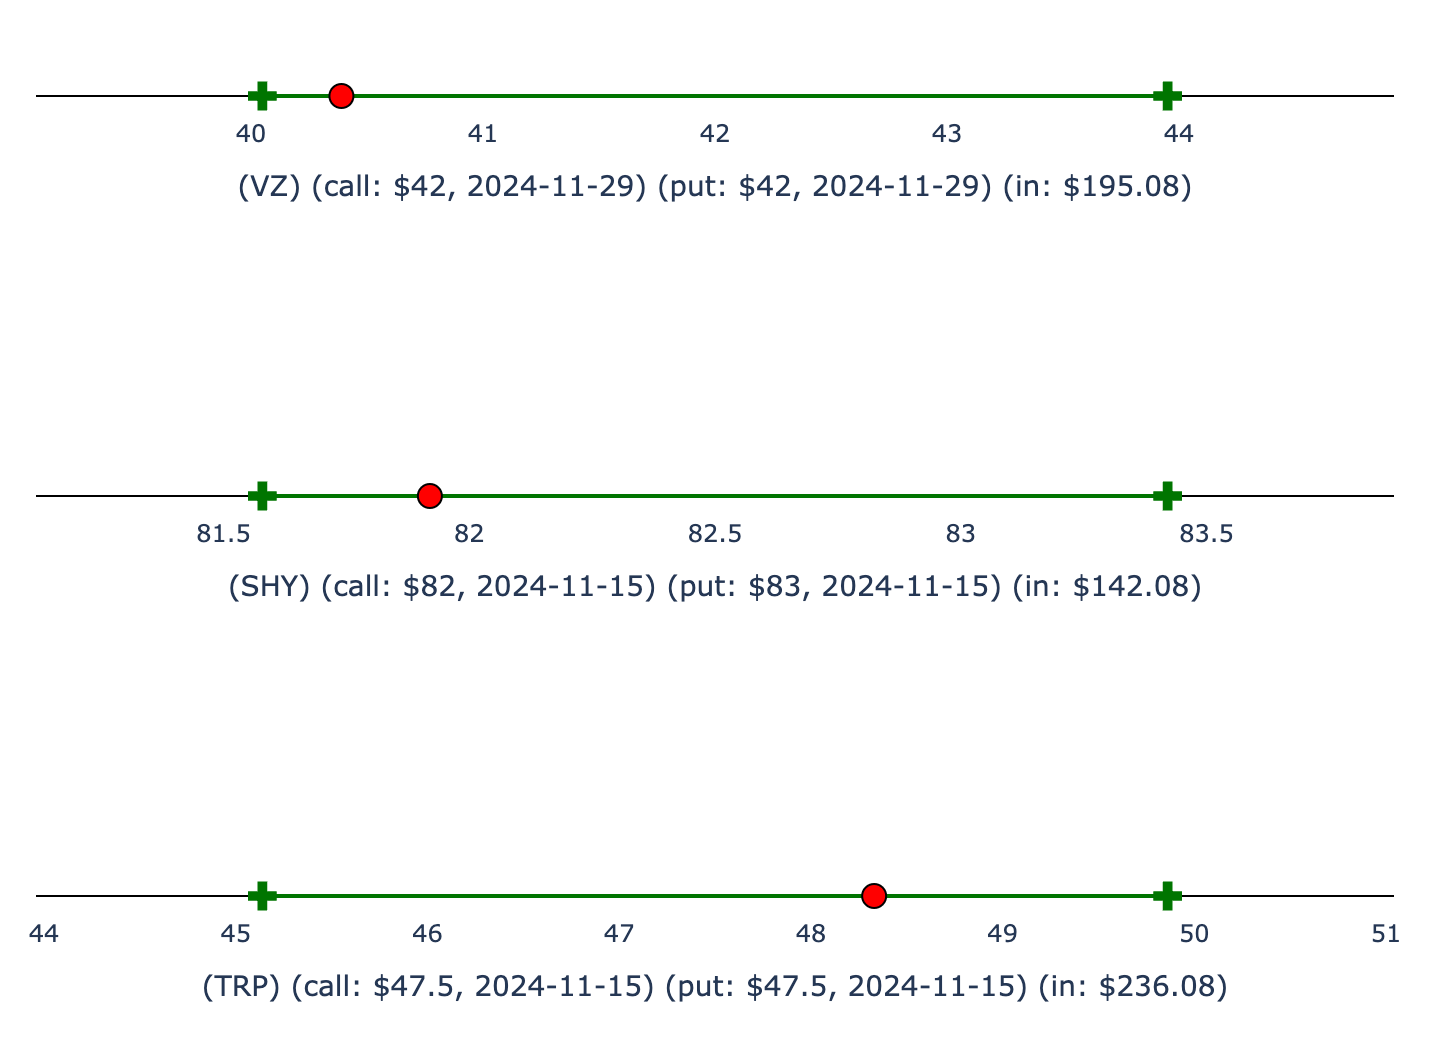 40 41 42 43 44
(VZ) (call: $42, 2024-11-29) (put: $42, 2024-11-29) (in: $195.08)
81.5 82 82.5 83 83.5
(SHY) (call: $82, 2024-11-15) (put: $83, 2024-11-15) (in: $142.08)
44 45 46 47 48 49 50 51
(TRP) (call: $47.5, 2024-11-15) (put: $47.5, 2024-11-15) (in: $236.08)